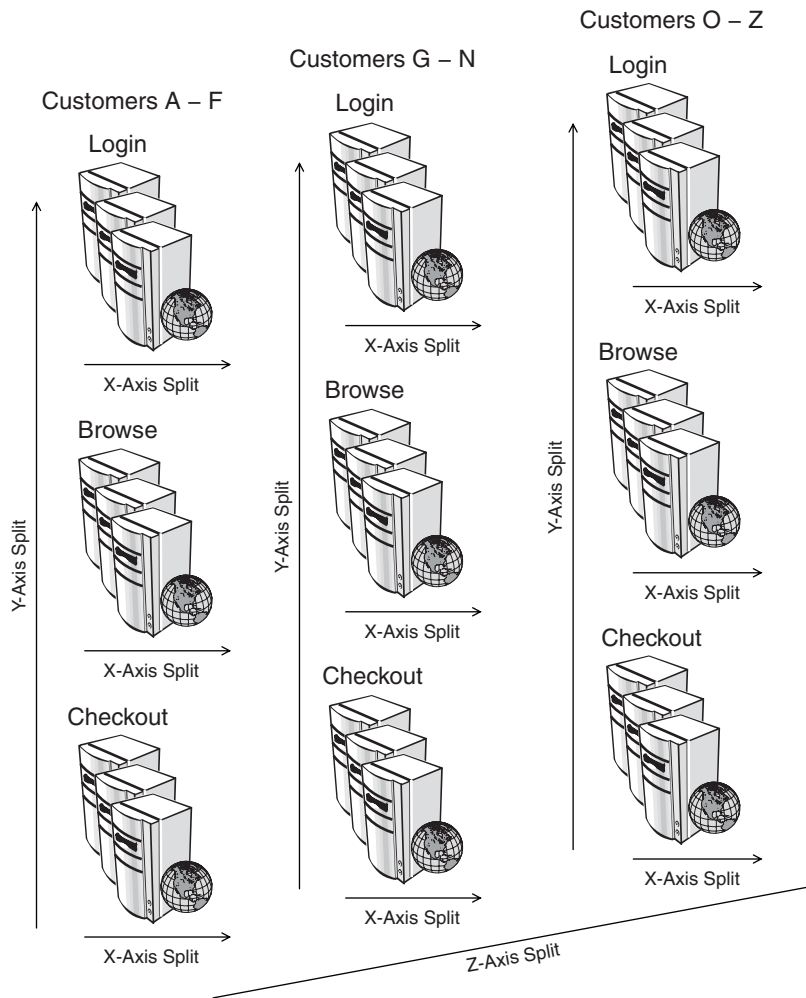 Customers A – F
Login
X-Axis Split
Browse
X-Axis Split
Checkout
X-Axis Split
Y-Axis Split
Customers G – N
Login
X-Axis Split
Browse
X-Axis Split
Checkout
X-Axis Split
Y-Axis Split
Customers O – Z
Login
X-Axis Split
Browse
X-Axis Split
Checkout
X-Axis Split
Y-Axis Split
Z-Axis Split